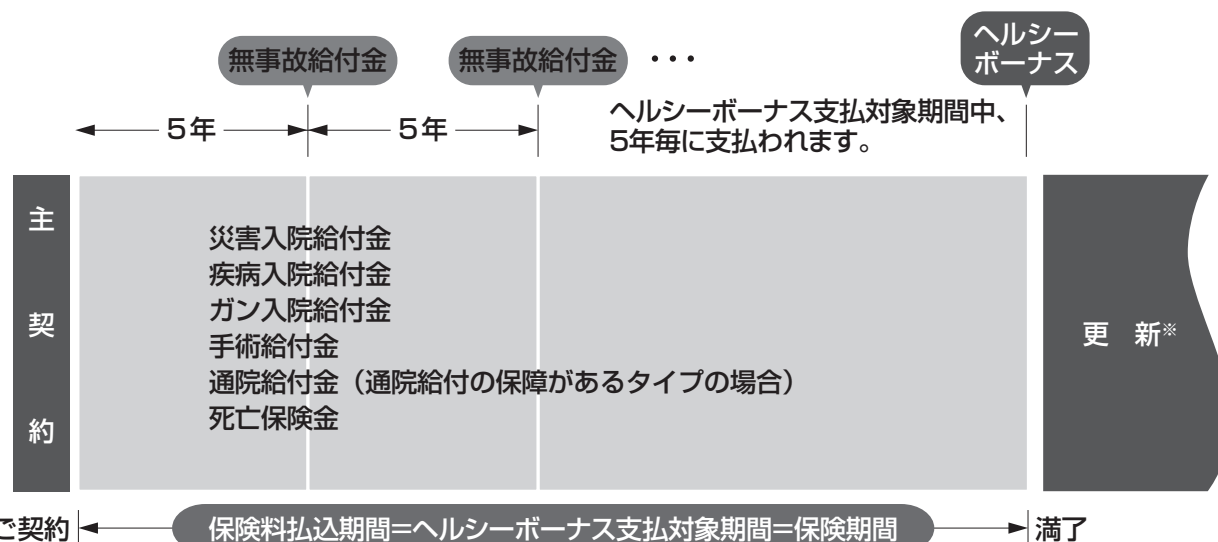 無事故給付金
無事故給付金
・・・
ヘルシー
ボーナス
5年
5年
ヘルシーボーナス支払対象期間中、
5年毎に支払われます。
主契約
災害入院給付金
疾病入院給付金
ガン入院給付金
手術給付金
通院給付金（通院給付の保障があるタイプの場合）
死亡保険金
更 新※
ご契約
保険料払込期間=ヘルシーボーナス支払対象期間=保険期間
満了